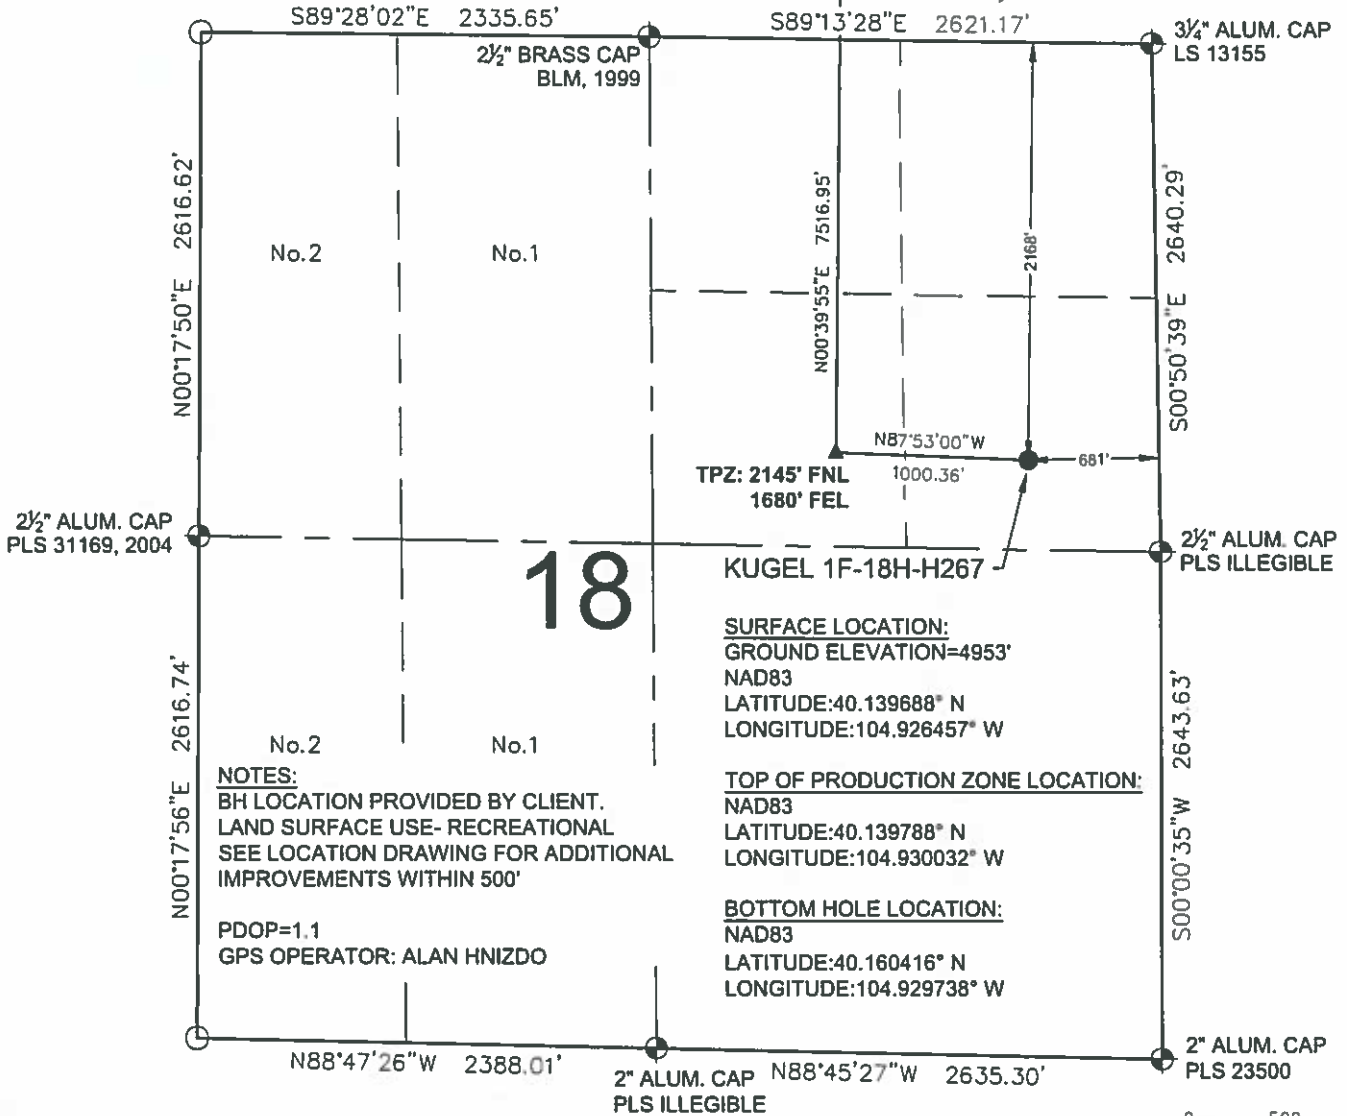 S89°28'02"E 2335.65'
S89°13'28"E 2621.17'
3¼" ALUM. CAP
LS 13155
2½" BRASS CAP
BLM, 1999
N00°17'50"E 2616.62'
No.2
No.1
N00°39'55"E 7516.95'
2168'
S00°50'39"E 2640.29'
N87°53'00"W
1000.36'
681'
TPZ: 2145' FNL
1680' FEL
2½" ALUM. CAP
PLS 31169, 2004
2½" ALUM. CAP
PLS ILLEGIBLE
18
KUGEL 1F-18H-H267
SURFACE LOCATION:
GROUND ELEVATION=4953'
NAD83
LATITUDE:40.139688° N
LONGITUDE:104.926457° W
TOP OF PRODUCTION ZONE LOCATION:
NAD83
LATITUDE:40.139788° N
LONGITUDE:104.930032° W
BOTTOM HOLE LOCATION:
NAD83
LATITUDE:40.160416° N
LONGITUDE:104.929738° W
N00°17'56"E 2616.74'
No.2
No.1
NOTES:
BH LOCATION PROVIDED BY CLIENT.
LAND SURFACE USE- RECREATIONAL
SEE LOCATION DRAWING FOR ADDITIONAL
IMPROVEMENTS WITHIN 500'
PDOP=1.1
GPS OPERATOR: ALAN HNIZDO
S00°00'35"W 2643.63'
N88°47'26"W 2388.01'
2" ALUM. CAP
PLS ILLEGIBLE
N88°45'27"W 2635.30'
2" ALUM. CAP
PLS 23500